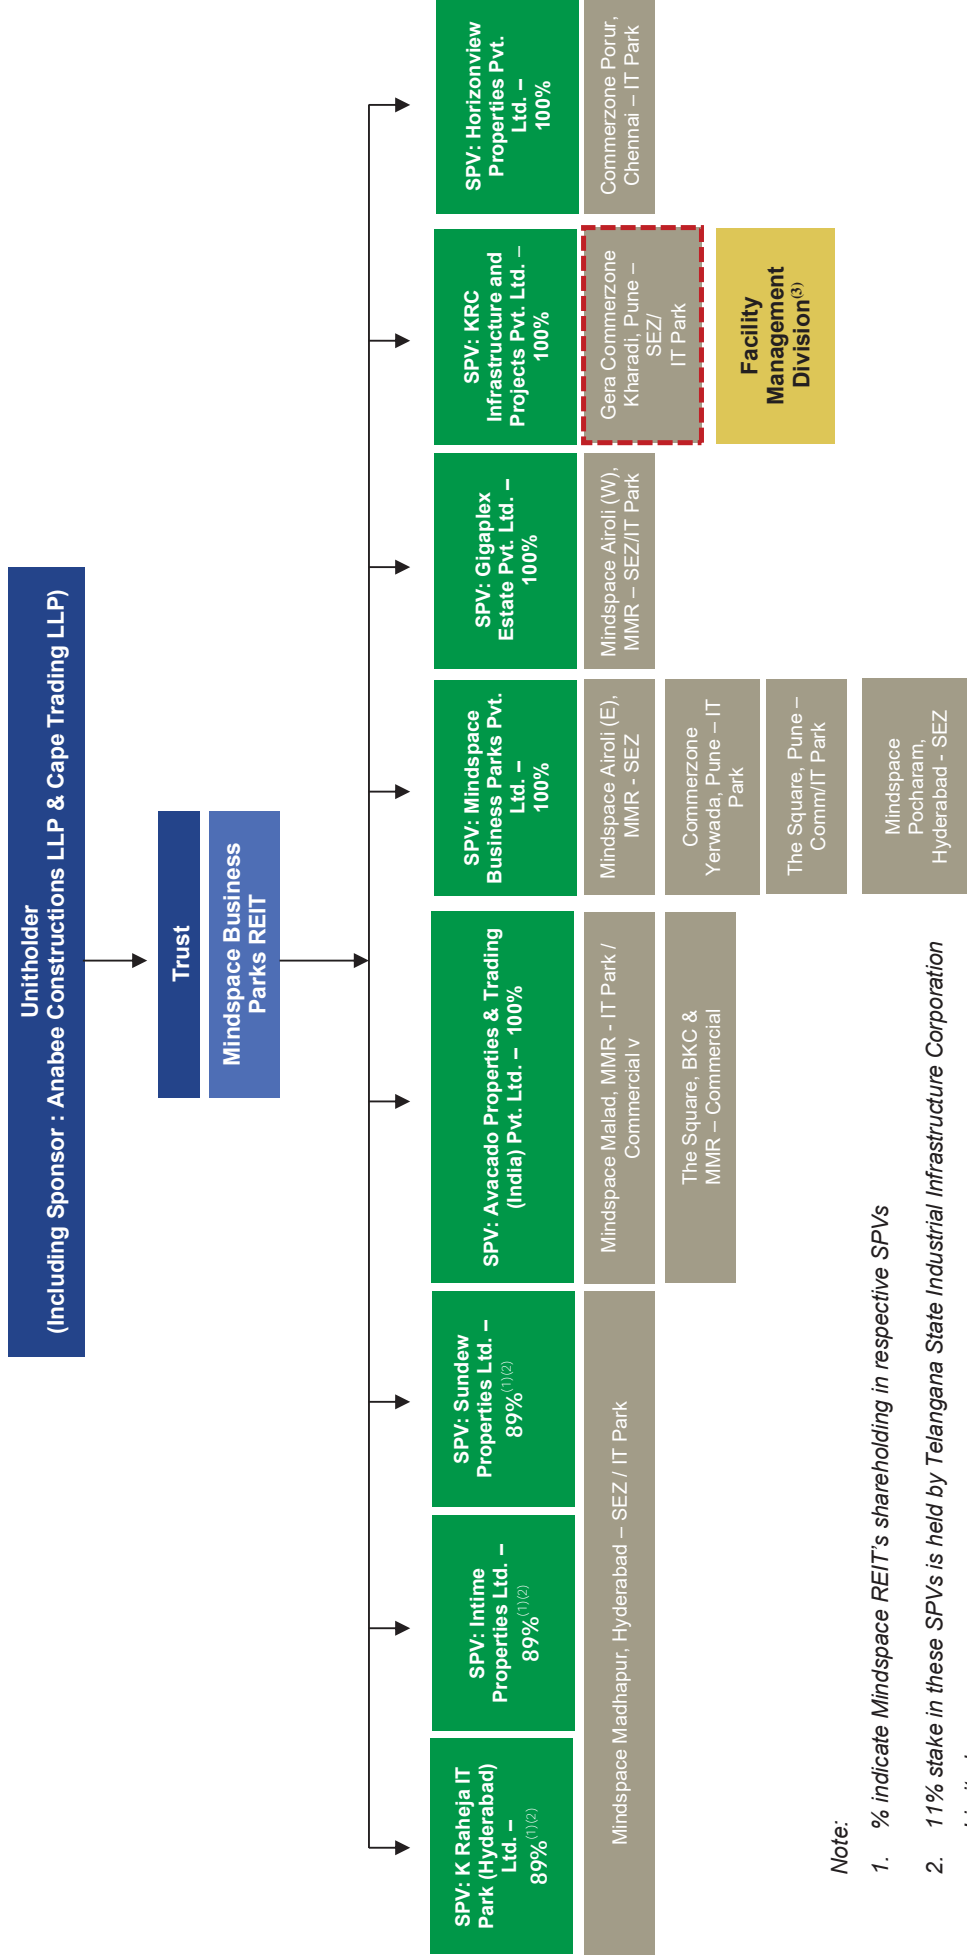 Unitholder
(Including Sponsor : Anabee Constructions LLP & Cape Trading LLP)
Trust
Mindspace Business
Parks REIT
SPV: K Raheja IT
Park (Hyderabad)
Ltd. –
89%(1)(2)
SPV: Intime
Properties Ltd. –
89%(1)(2)
SPV: Sundew
Properties Ltd. –
89%(1)(2)
SPV: Avacado Properties & Trading
(India) Pvt. Ltd. – 100%
SPV: Mindspace
Business Parks Pvt.
Ltd. –
100%
SPV: Gigaplex
Estate Pvt. Ltd. –
100%
SPV: KRC
Infrastructure and
Projects Pvt. Ltd. –
100%
SPV: Horizonview
Properties Pvt.
Ltd. –
100%
Mindspace Madhapur, Hyderabad – SEZ / IT Park
Mindspace Malad, MMR - IT Park /
Commercial v
The Square, BKC &
MMR – Commercial
Mindspace Airoli (E),
MMR - SEZ
Commerzone
Yerwada, Pune – IT
Park
The Square, Pune –
Comm/IT Park
Mindspace
Pocharam,
Hyderabad - SEZ
Mindspace Airoli (W),
MMR – SEZ/IT Park
Gera Commerzone
Kharadi, Pune –
SEZ/
IT Park
Facility
Management
Division(3)
Commerzone Porur,
Chennai – IT Park
Note:
1. % indicate Mindspace REIT's shareholding in respective SPVs
2. 11% stake in these SPVs is held by Telangana State Industrial Infrastructure Corporation